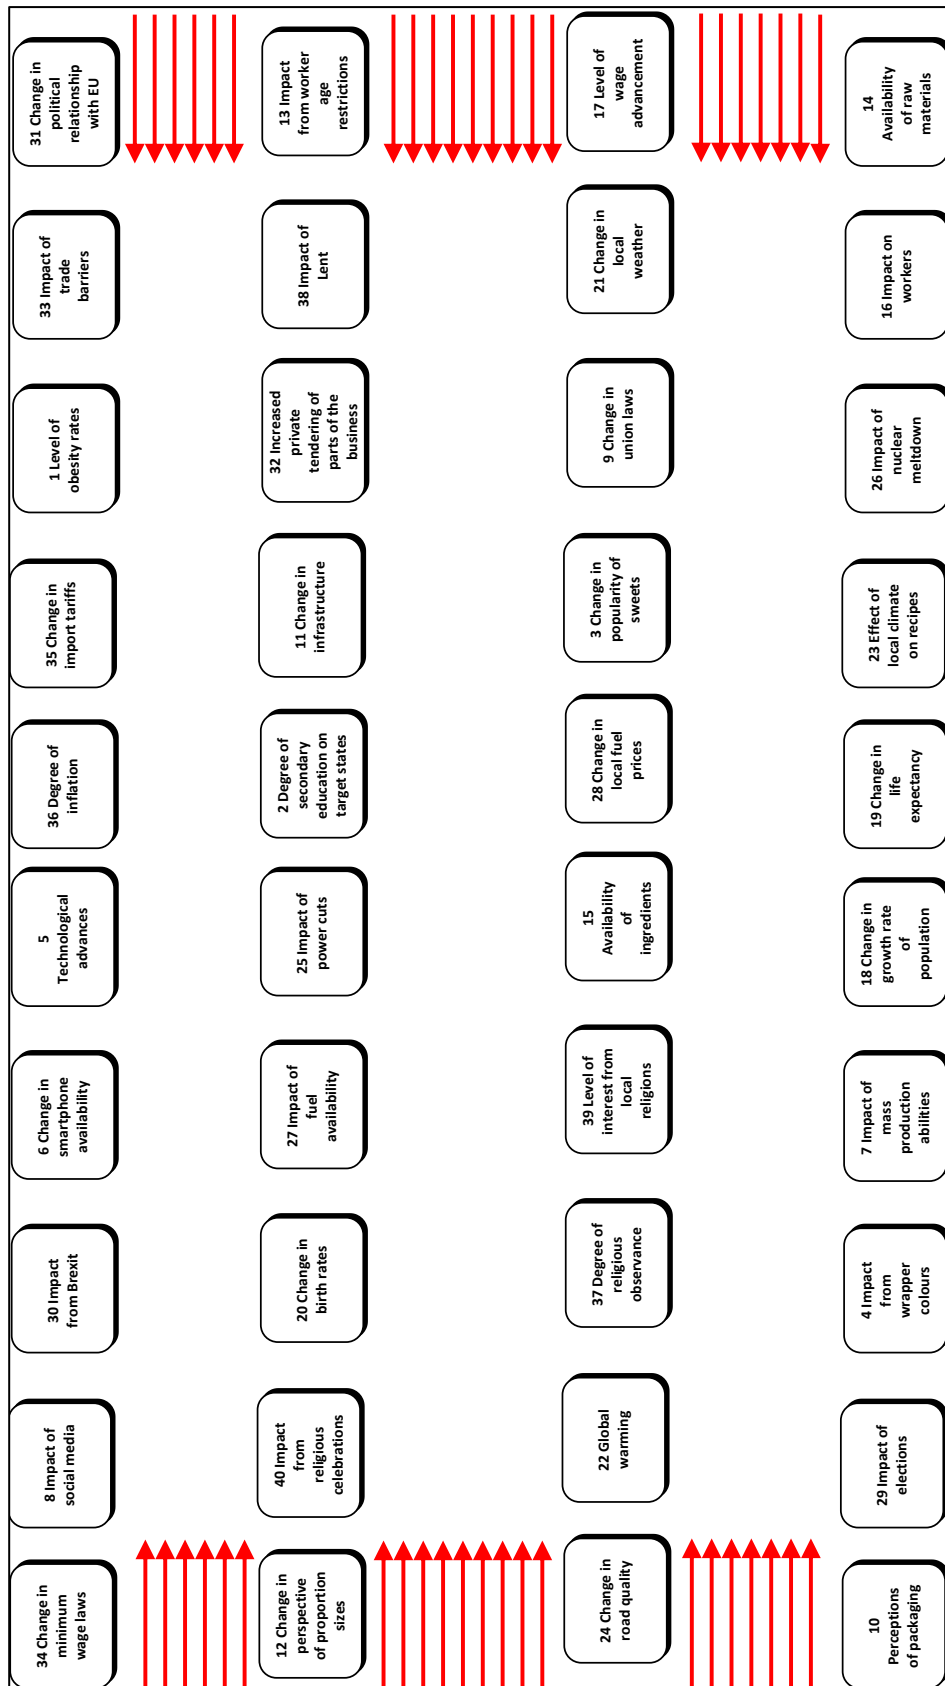 34 Change in
minimum
wage laws
8 Impact of
social media
30 Impact
from Brexit
6 Change in
smartphone
availability
5
Technological
advances
36 Degree of
inflation
35 Change in
import tariffs
1 Level of
obesity rates
33 Impact of
trade
barriers
31 Change in
political
relationship
with EU
12 Change in
perspective
of proportion
sizes
40 Impact
from
religious
celebrations
20 Change in
birth rates
27 Impact of
fuel
availability
25 Impact of
power cuts
2 Degree of
secondary
education on
target states
11 Change in
infrastructure
32 Increased
private
tendering of
parts of the
business
38 Impact of
Lent
13 Impact
from worker
age
restrictions
24 Change in
road quality
22 Global
warming
37 Degree of
religious
observance
39 Level of
interest from
local
religions
15
Availability
of
ingredients
28 Change in
local fuel
prices
3 Change in
popularity of
sweets
9 Change in
union laws
21 Change in
local
weather
17 Level of
wage
advancement
10
Perceptions
of packaging
29 Impact of
elections
4 Impact
from
wrapper
colours
7 Impact of
mass
production
abilities
18 Change in
growth rate
of
population
19 Change in
life
expectancy
23 Effect of
local climate
on recipes
26 Impact of
nuclear
meltdown
16 Impact on
workers
14
Availability
of raw
materials